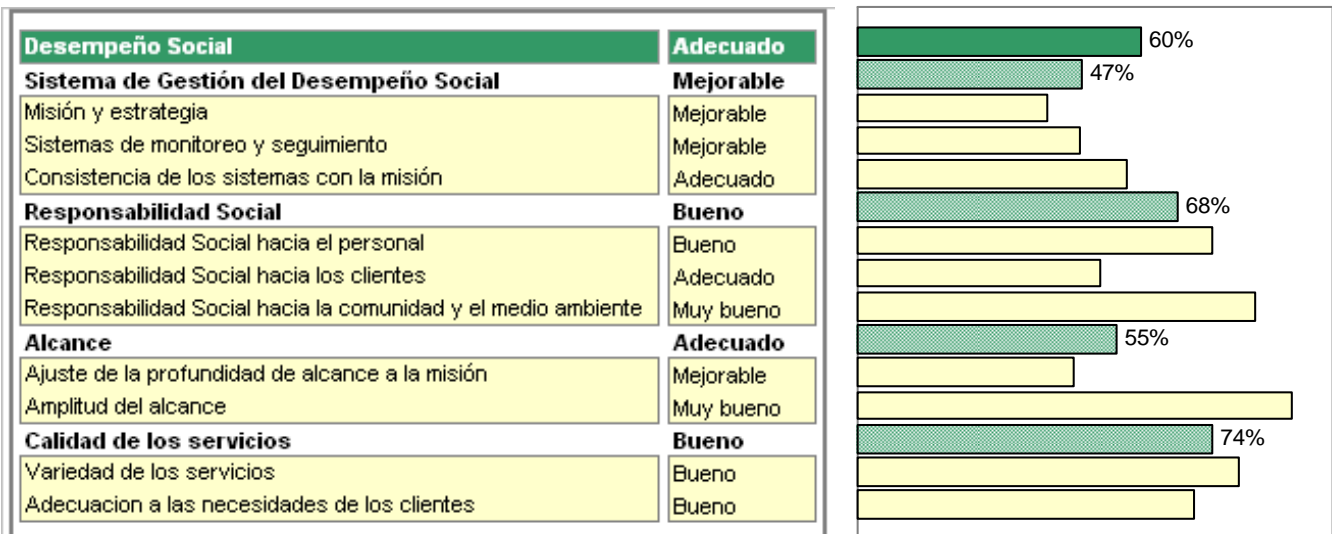 Desempeño Social Adecuado 60%
Sistema de Gestión del Desempeño Social Mejorable 47%
Misión y estrategia Mejorable
Sistemas de monitoreo y seguimiento Mejorable
Consistencia de los sistemas con la misión Adecuado
Responsabilidad Social Bueno 68%
Responsabilidad Social hacia el personal Bueno
Responsabilidad Social hacia los clientes Adecuado
Responsabilidad Social hacia la comunidad y el medio ambiente Muy bueno
Alcance Adecuado 55%
Ajuste de la profundidad de alcance a la misión Mejorable
Amplitud del alcance Muy bueno
Calidad de los servicios Bueno 74%
Variedad de los servicios Bueno
Adecuacion a las necesidades de los clientes Bueno